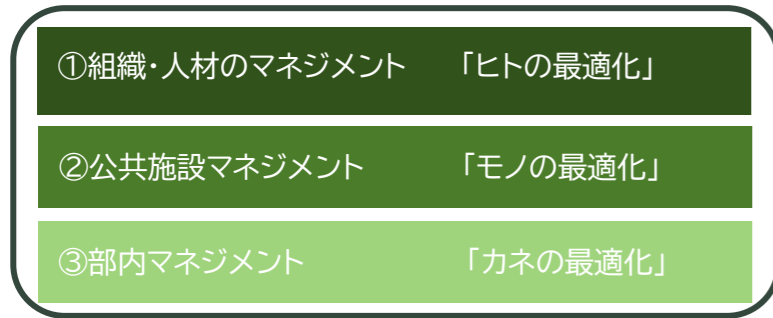 ①組織・人材のマネジメント 「ヒトの最適化」
②公共施設マネジメント 「モノの最適化」
③部内マネジメント 「カネの最適化」